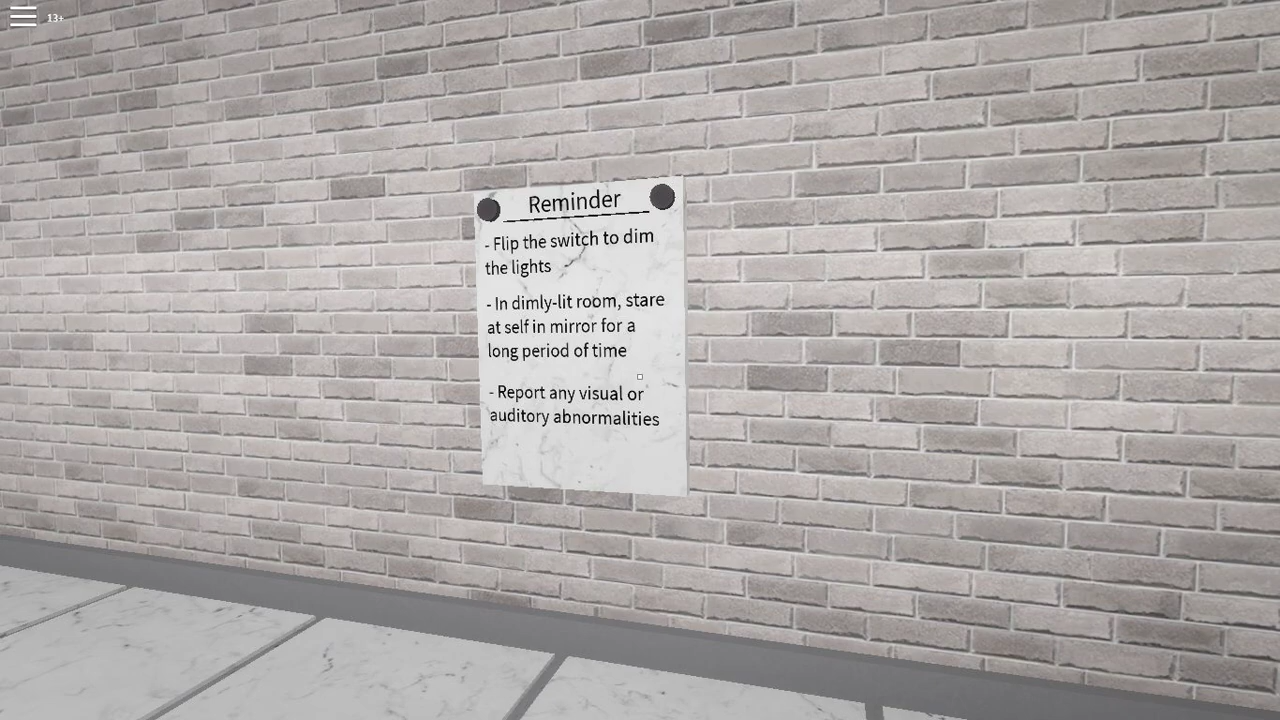 13+
Reminder
- Flip the switch to dim
the lights
- In dimly-lit room, stare
at self in mirror for a
long period of time
- Report any visual or
auditory abnormalities